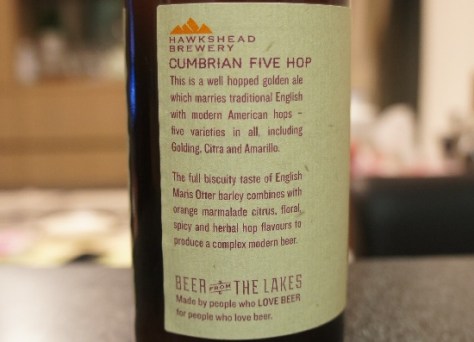 HAWKSHEAD
BREWERY
CUMBRIAN FIVE HOP
This is a well hopped golden ale
which marries traditional English
with modern American hops –
five varieties in all, including
Golding, Citra and Amarillo.
The full biscuity taste of English
Maris Otter barley combines with
orange marmalade citrus, floral,
spicy and herbal hop flavours to
produce a complex modern beer.
BEER FROM THE LAKES
Made by people who LOVE BEER
for people who love beer.